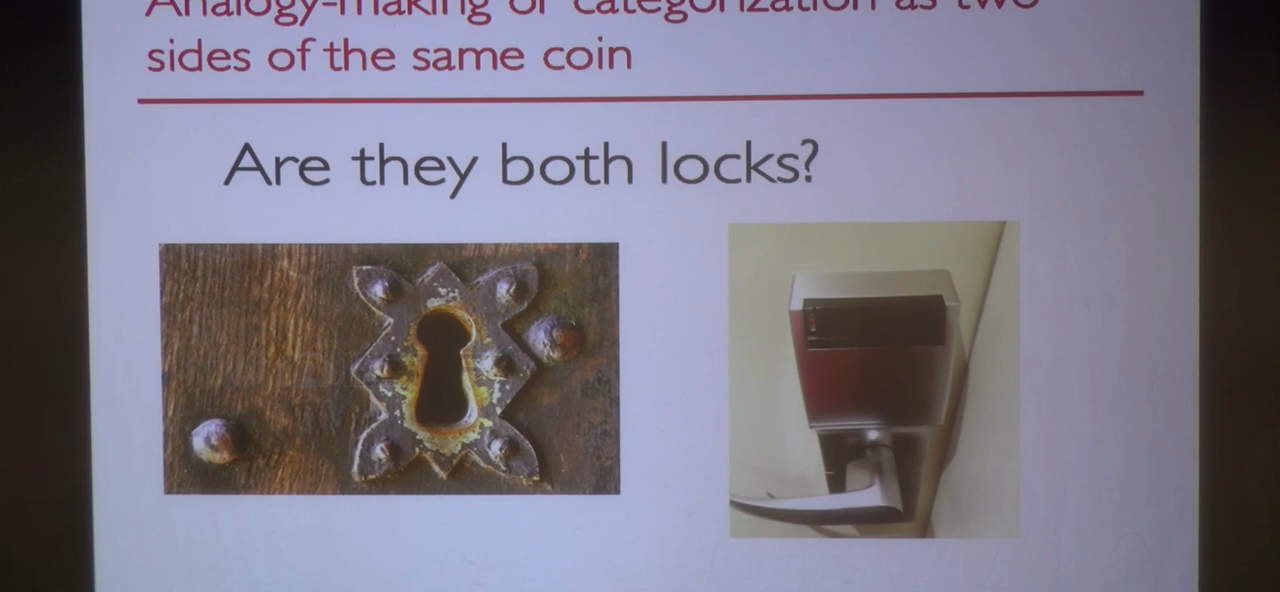 Analogy-making or categorization as two
sides of the same coin
Are they both locks?